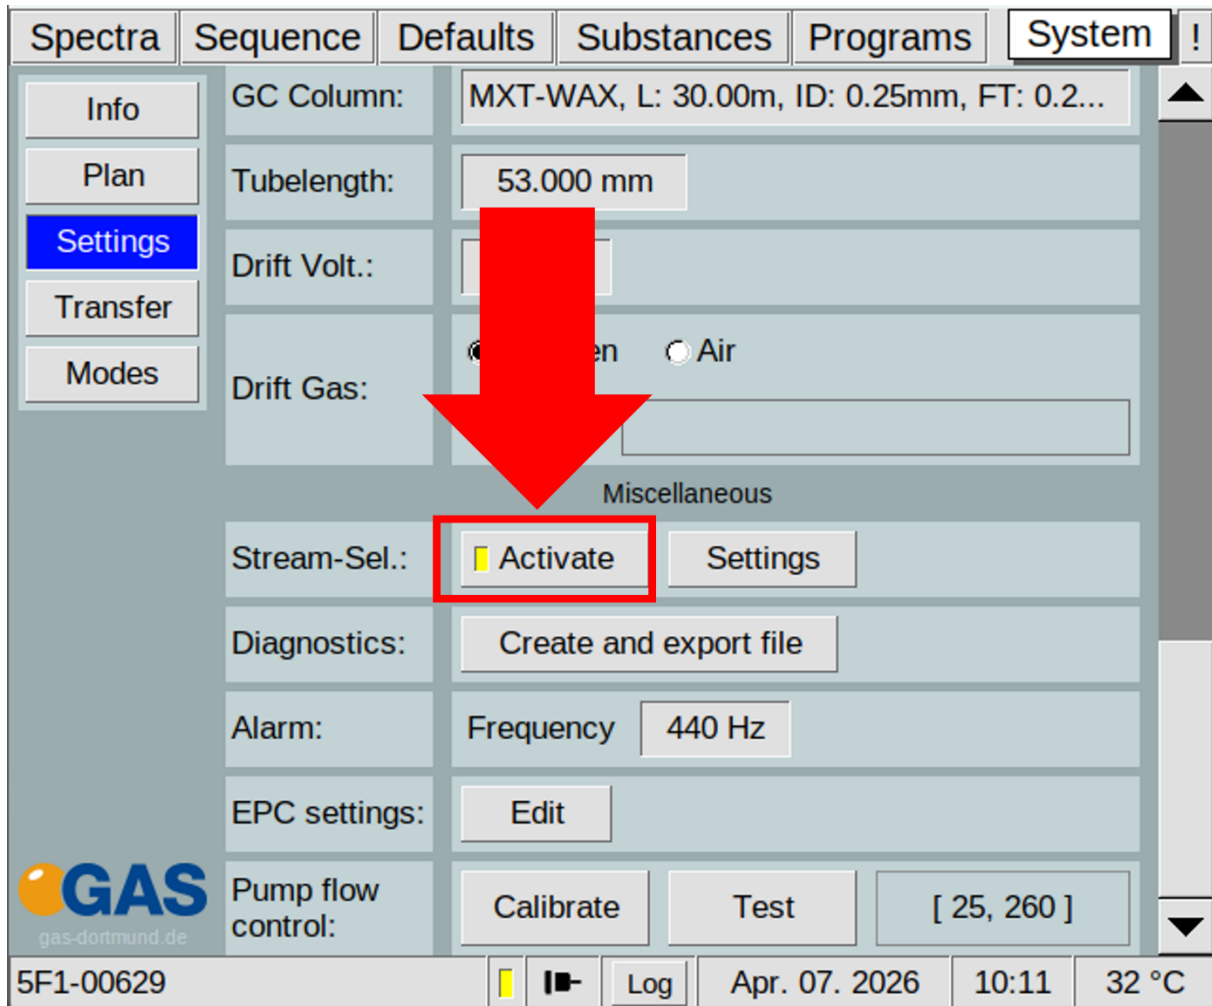 Spectra Sequence Defaults Substances Programs System !
Info
Plan
Settings
Transfer
Modes
GC Column: MXT-WAX, L: 30.00m, ID: 0.25mm, FT: 0.2...
Tubelength: 53.000 mm
Drift Volt.:
Drift Gas: Air
Miscellaneous
Stream-Sel.: Activate Settings
Diagnostics: Create and export file
Alarm: Frequency 440 Hz
EPC settings: Edit
Pump flow
control: Calibrate Test [ 25, 260 ]
GAS
gas-dortmund.de
5F1-00629 Log Apr. 07. 2026 10:11 32 °C